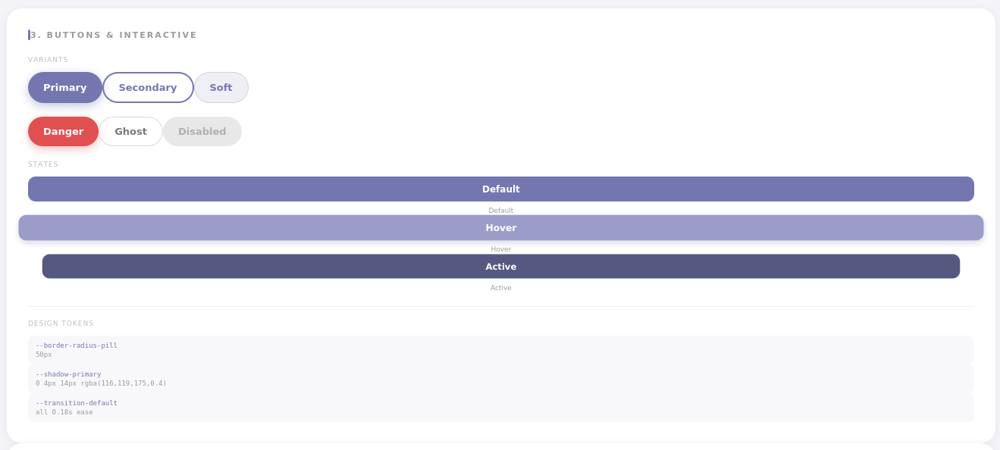 3. BUTTONS & INTERACTIVE
VARIANTS
Primary Secondary Soft
Danger Ghost Disabled
STATES
Default
Default
Hover
Hover
Active
Active
DESIGN TOKENS
--border-radius-pill
50px
--shadow-primary
0 4px 14px rgba(116,119,175,0.4)
--transition-default
all 0.18s ease